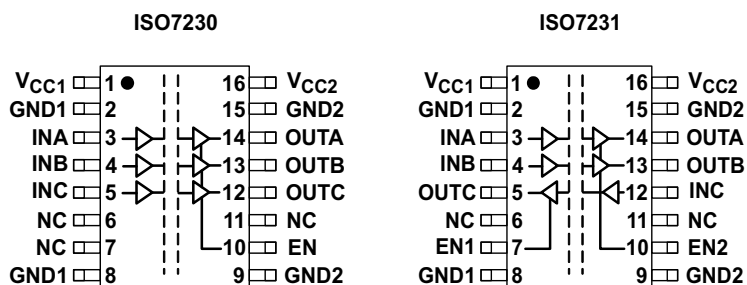 ISO7230 ISO7231
VCC1 1 16 VCC2 VCC1 1 16 VCC2
GND1 2 15 GND2 GND1 2 15 GND2
INA 3 14 OUTA INA 3 14 OUTA
INB 4 13 OUTB INB 4 13 OUTB
INC 5 12 OUTC OUTC 5 12 INC
NC 6 11 NC NC 6 11 NC
NC 7 10 EN EN1 7 10 EN2
GND1 8 9 GND2 GND1 8 9 GND2